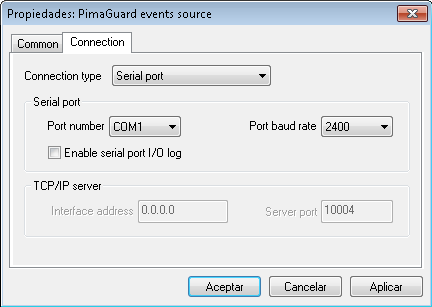 Propiedades: PimaGuard events source
Common Connection
Connection type Serial port
Serial port
Port number COM1 Port baud rate 2400
Enable serial port I/O log
TCP/IP server
Interface address 0.0.0.0 Server port 10004
Aceptar Cancelar Aplicar